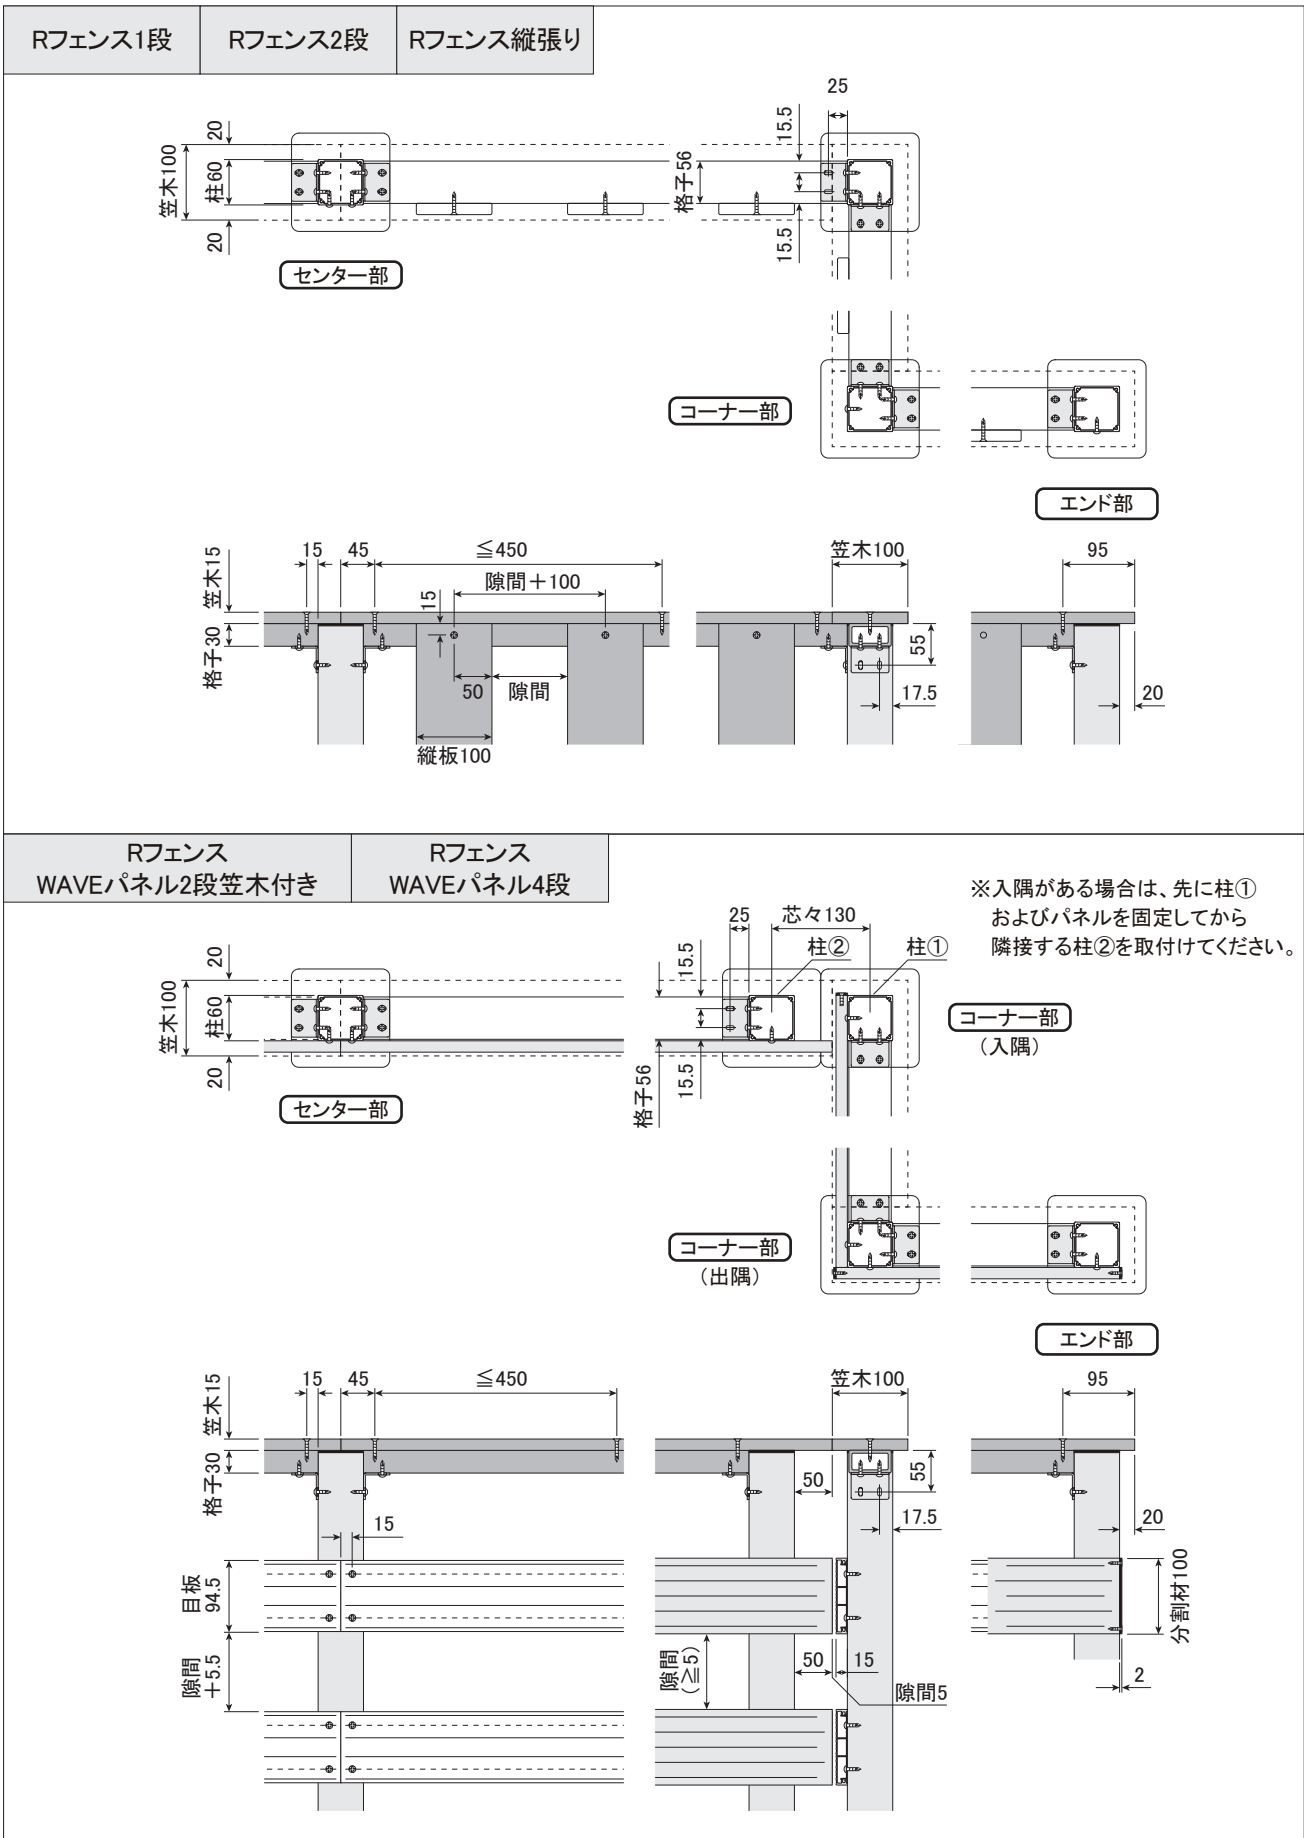 Rフェンス1段
Rフェンス2段
Rフェンス縦張り
20
笠木100
柱60
20
センター部
25
15.5
格子56
15.5
コーナー部
エンド部
笠木15
格子30
15
45
≦450
隙間+100
15
50
隙間
縦板100
笠木100
55
17.5
95
20
Rフェンス
WAVEパネル2段笠木付き
Rフェンス
WAVEパネル4段
※入隅がある場合は、先に柱①
およびパネルを固定してから
隣接する柱②を取付けてください。
20
笠木100
柱60
20
センター部
25
芯々130
柱②
柱①
15.5
格子56
15.5
コーナー部
(入隅)
コーナー部
(出隅)
エンド部
笠木15
格子30
15
45
≦450
15
目板
94.5
隙間
+5.5
笠木100
50
55
17.5
隙間
(≧5)
50
15
隙間5
95
20
分割材100
2